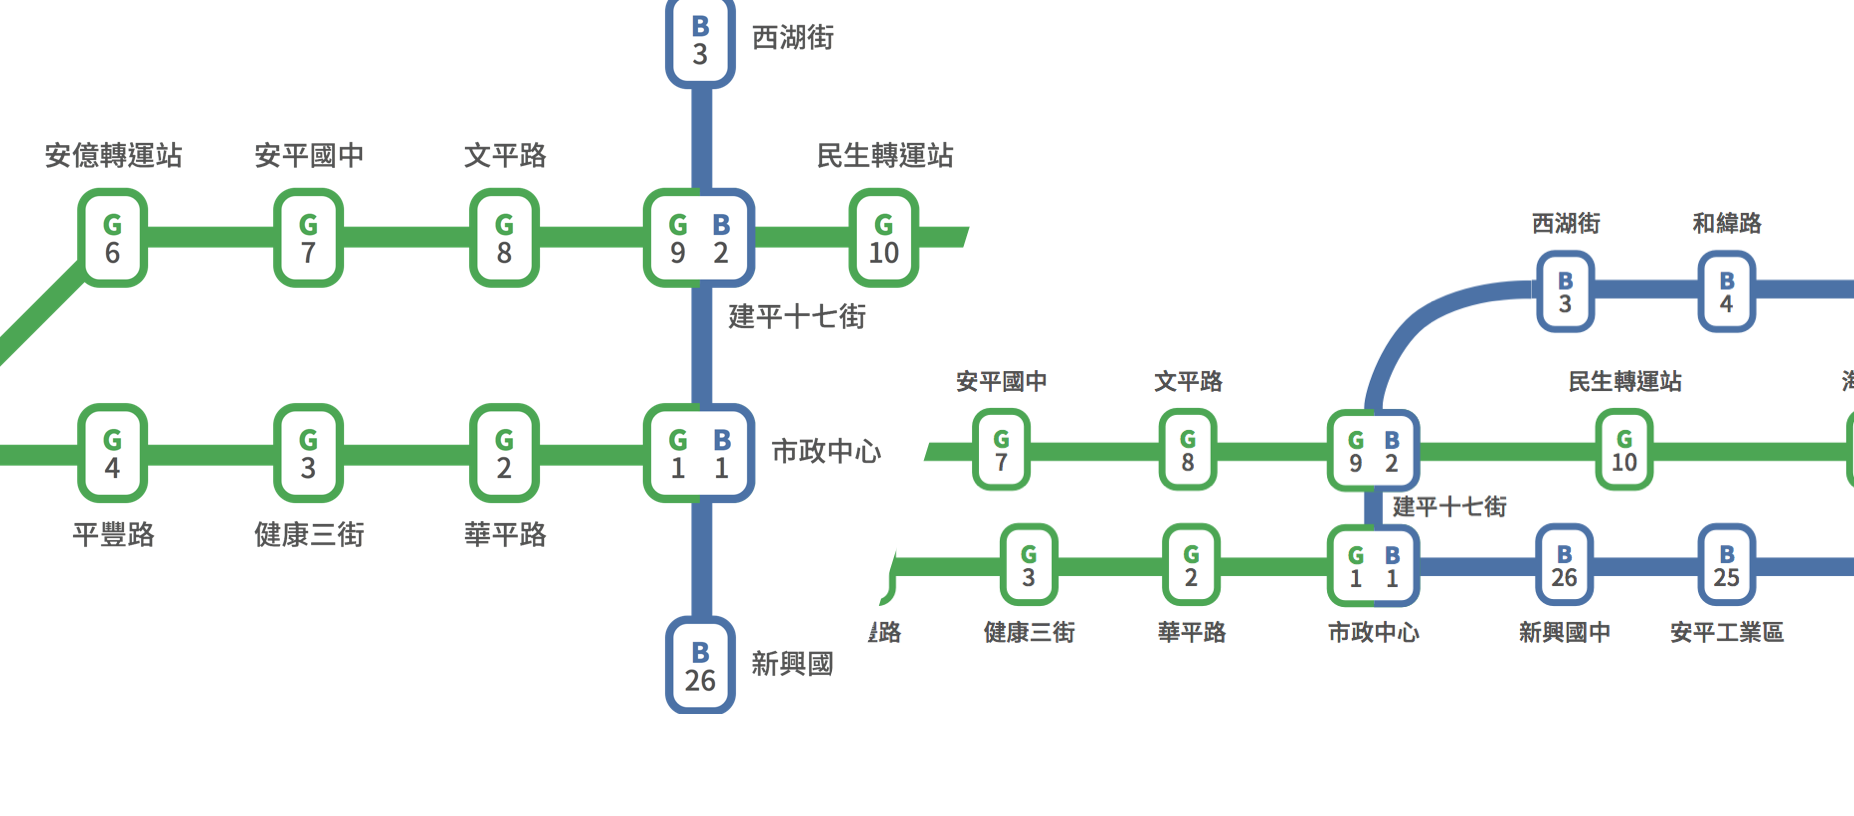 B
3
西湖街
安億轉運站
安平國中
文平路
民生轉運站
G
6
G
7
G
8
G
9
B
2
G
10
建平十七街
G
4
G
3
G
2
G
1
B
1
市政中心
平豐路
健康三街
華平路
B
26
新興國
西湖街
和緯路
B
3
B
4
安平國中
文平路
民生轉運站
G
7
G
8
G
9
B
2
G
10
建平十七街
G
3
G
2
G
1
B
1
B
26
B
25
路
健康三街
華平路
市政中心
新興國中
安平工業區